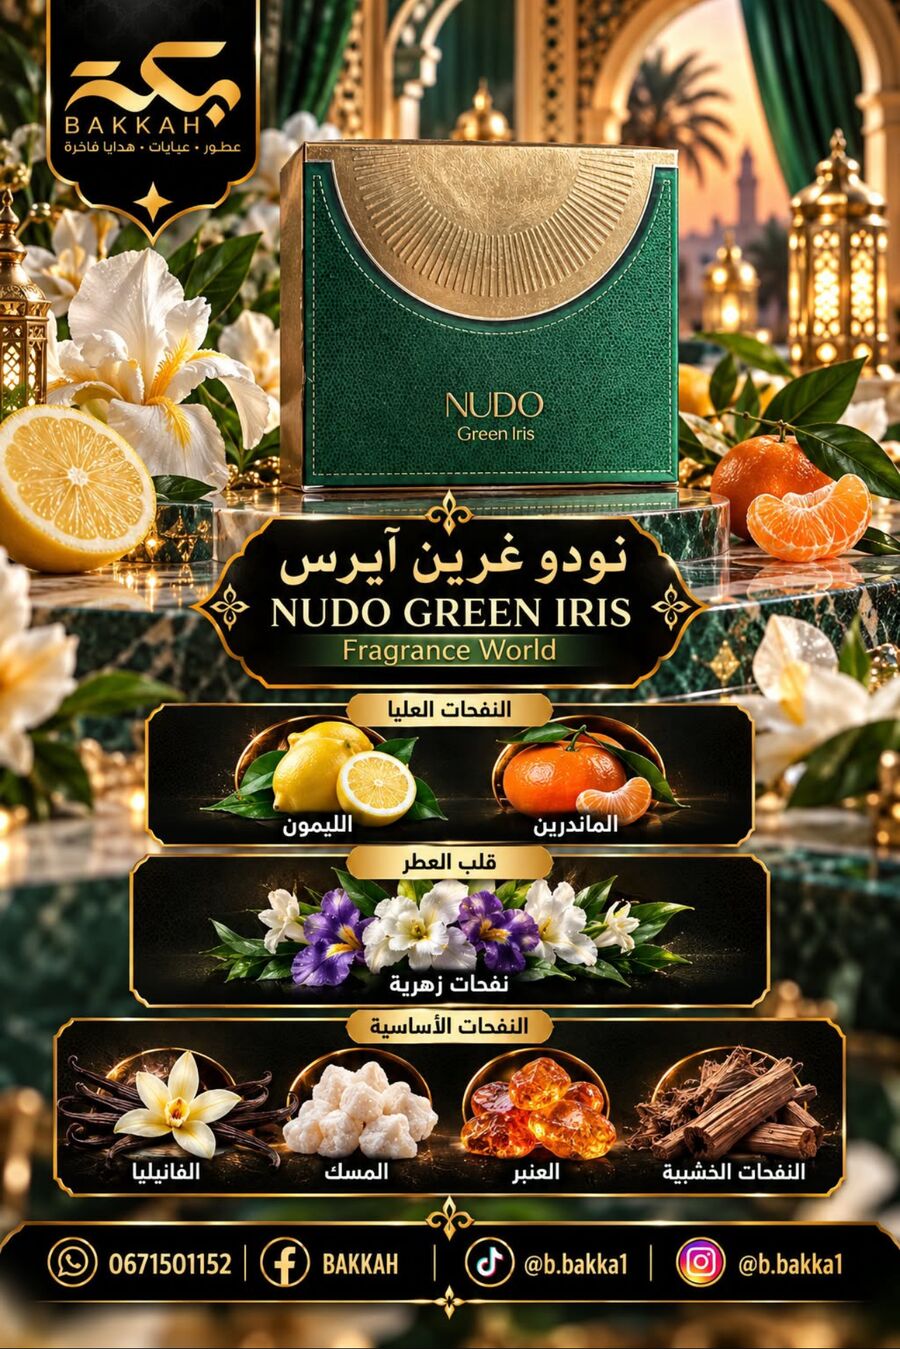 بكة
BAKKAH
عطور • عبايات • هدايا فاخرة
NUDO
Green Iris
نودو غرين آيرس
NUDO GREEN IRIS
Fragrance World
النفحات العليا
الليمون
الماندرين
قلب العطر
نفحات زهرية
النفحات الأساسية
الفانيليا
المسك
العنبر
النفحات الخشبية
0671501152
BAKKAH
@b.bakka1
@b.bakka1